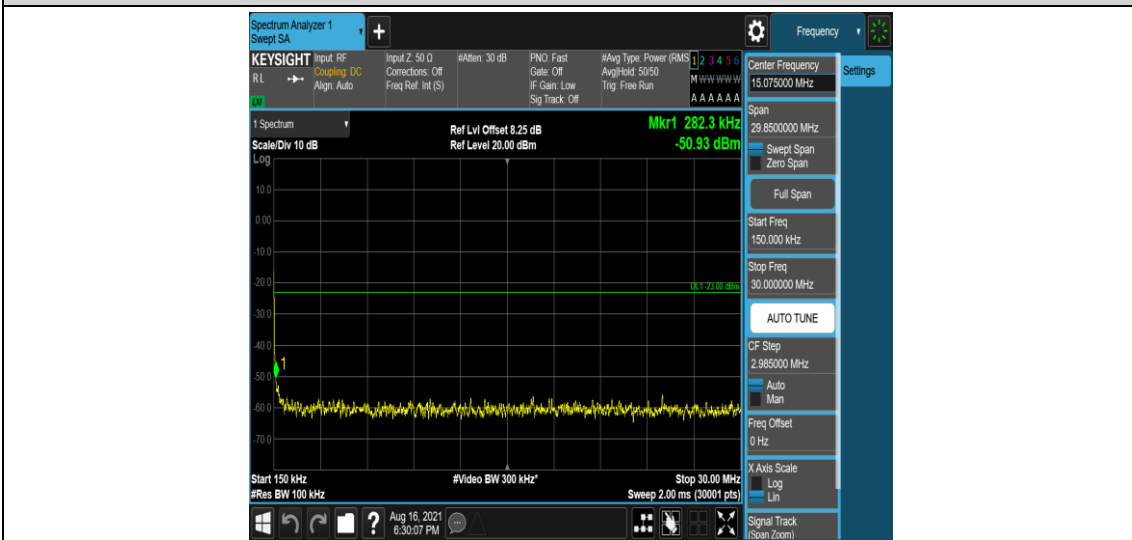 Spectrum Analyzer 1
Swept SA
Frequency
KEYSIGHT
RL
LXI
Input: RF
Coupling: DC
Align: Auto
Input Z: 50 Ω
Corrections: Off
Freq Ref: Int (S)
#Atten: 30 dB
PNO: Fast
Gate: Off
IF Gain: Low
Sig Track: Off
#Avg Type: Power (RMS
Avg|Hold: 50/50
Trig: Free Run
1 2 3 4 5 6
M W W W W W
A A A A A A
Center Frequency
15.075000 MHz
Settings
1 Spectrum
Scale/Div 10 dB
Ref Lvl Offset 8.25 dB
Ref Level 20.00 dBm
Mkr1 282.3 kHz
-50.93 dBm
Log
10.0
0.00
-10.0
-20.0
-30.0
-40.0
-50.0
-60.0
-70.0
DL1 -23.00 dBm
1
Start 150 kHz
#Res BW 100 kHz
#Video BW 300 kHz*
Stop 30.00 MHz
Sweep 2.00 ms (30001 pts)
Span
29.8500000 MHz
Swept Span
Zero Span
Full Span
Start Freq
150.000 kHz
Stop Freq
30.000000 MHz
AUTO TUNE
CF Step
2.985000 MHz
Auto
Man
Freq Offset
0 Hz
X Axis Scale
Log
Lin
Signal Track
(Span Zoom)
?
Aug 16, 2021
6:30:07 PM